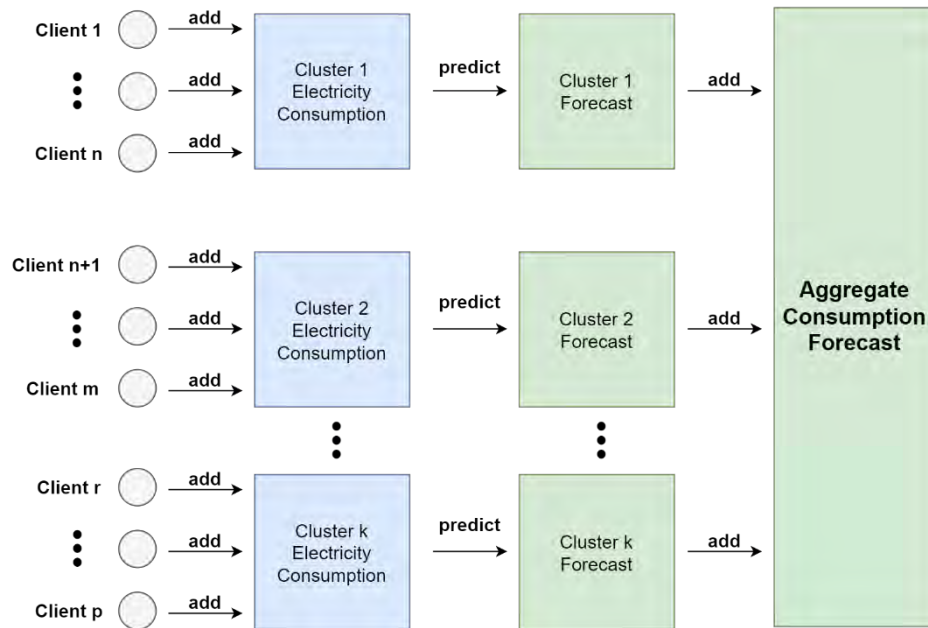 Client 1
add
add
Client n
add
Cluster 1
Electricity
Consumption
predict
Cluster 1
Forecast
add
Client n+1
add
add
Client m
add
Cluster 2
Electricity
Consumption
predict
Cluster 2
Forecast
add
Client r
add
add
Client p
add
Cluster k
Electricity
Consumption
predict
Cluster k
Forecast
add
Aggregate
Consumption
Forecast